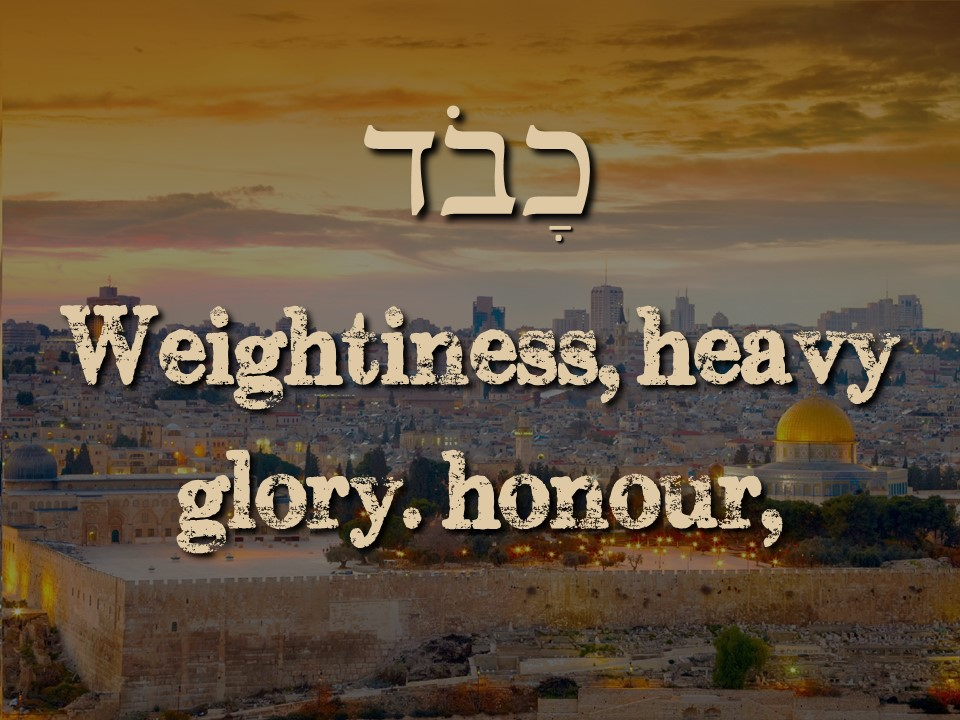 כָבֹד
Weightiness, heavy
glory. honour,